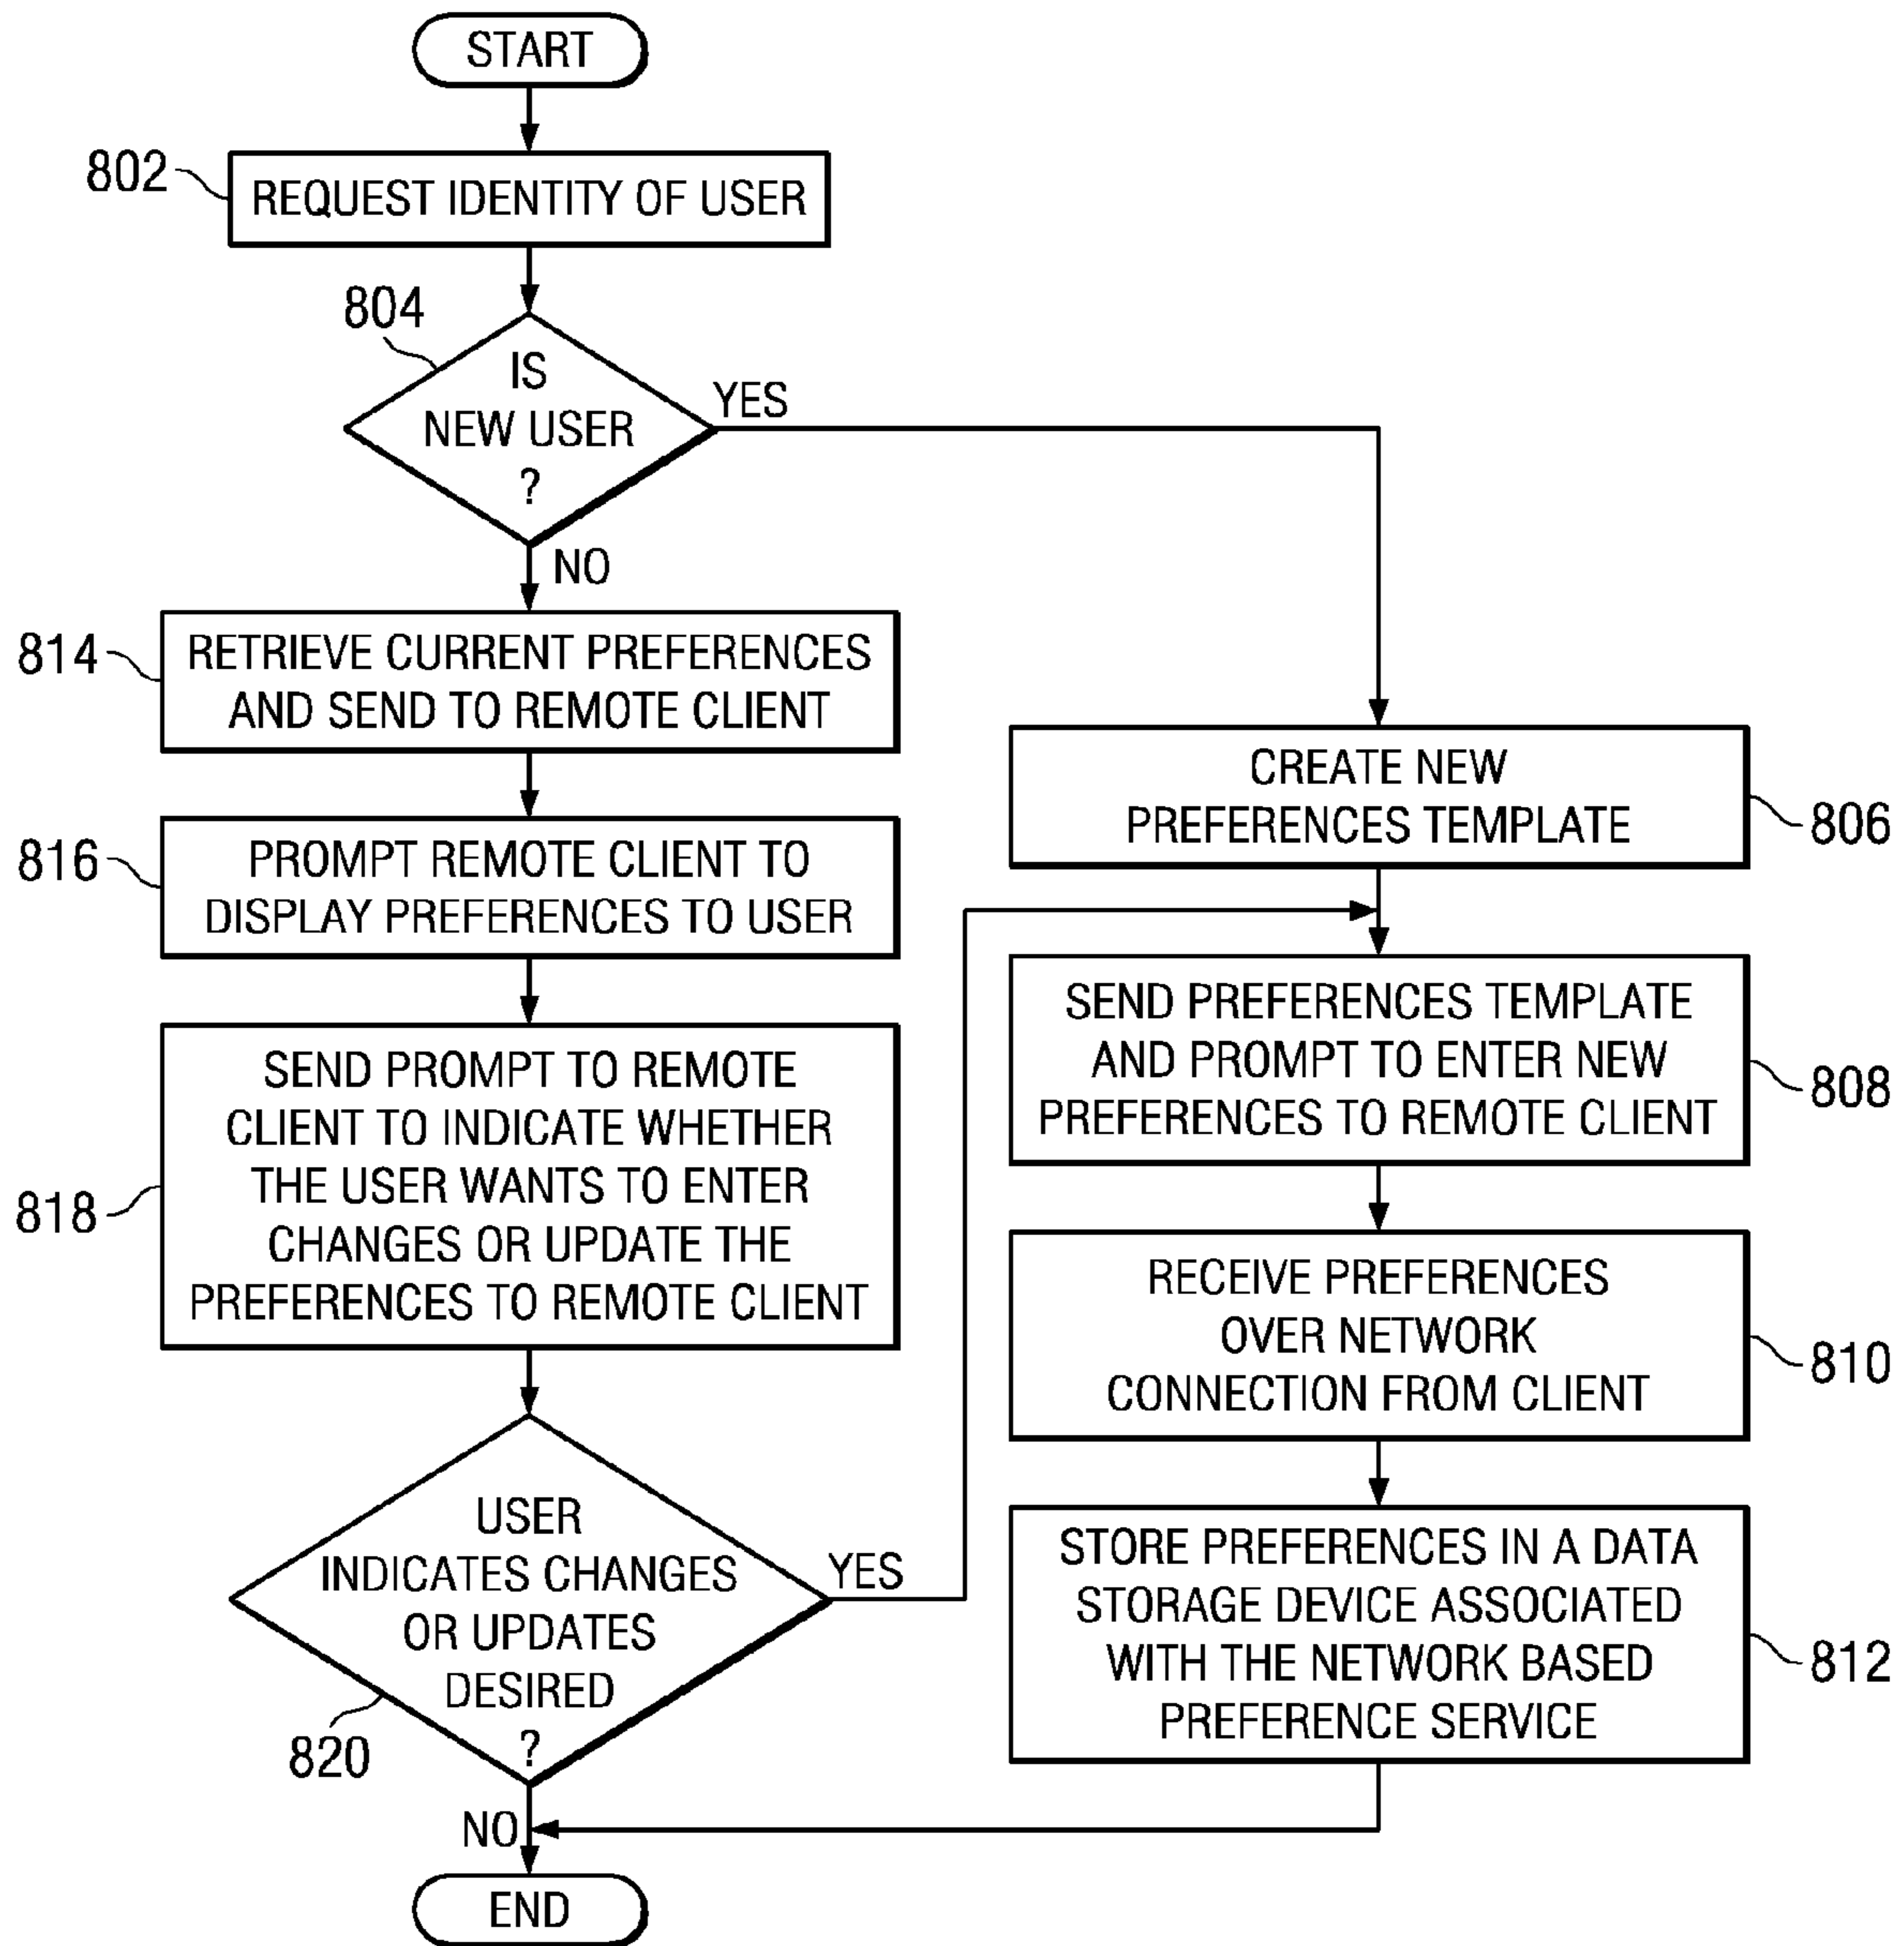 START
802
REQUEST IDENTITY OF USER
804
IS
NEW USER
?
YES
NO
814
RETRIEVE CURRENT PREFERENCES
AND SEND TO REMOTE CLIENT
816
PROMPT REMOTE CLIENT TO
DISPLAY PREFERENCES TO USER
818
SEND PROMPT TO REMOTE
CLIENT TO INDICATE WHETHER
THE USER WANTS TO ENTER
CHANGES OR UPDATE THE
PREFERENCES TO REMOTE CLIENT
USER
INDICATES CHANGES
OR UPDATES
DESIRED
?
820
YES
NO
END
CREATE NEW
PREFERENCES TEMPLATE
806
SEND PREFERENCES TEMPLATE
AND PROMPT TO ENTER NEW
PREFERENCES TO REMOTE CLIENT
808
RECEIVE PREFERENCES
OVER NETWORK
CONNECTION FROM CLIENT
810
STORE PREFERENCES IN A DATA
STORAGE DEVICE ASSOCIATED
WITH THE NETWORK BASED
PREFERENCE SERVICE
812